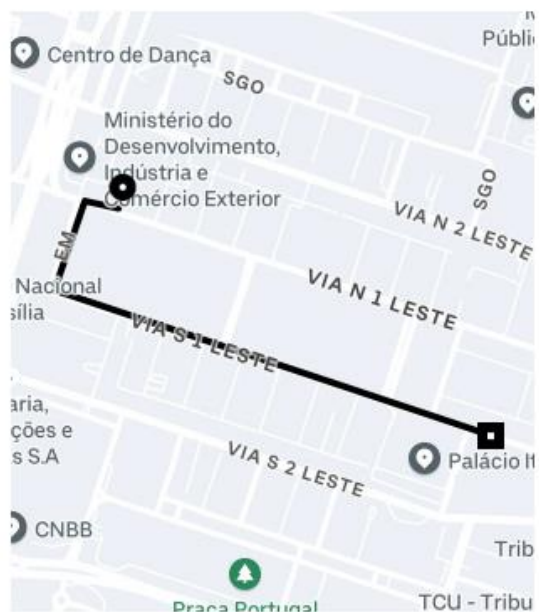 Públi
Centro de Dança
SGO
Ministério do
Desenvolvimento,
Indústria e
Comércio Exterior
SGO
VIA N 2 LESTE
EM
Nacional
sília
VIA N 1 LESTE
VIA S 1 LESTE
aria,
ções e
s S.A
VIA S 2 LESTE
Palácio It
CNBB
Trib
Praça Portugal
TCU - Tribu